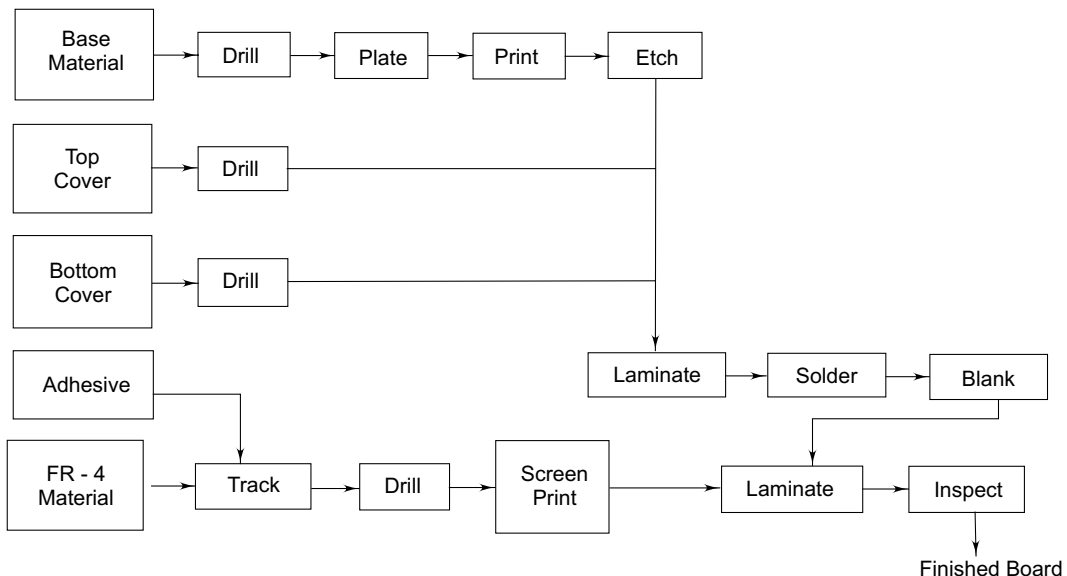 Base
Material
Drill
Plate
Print
Etch
Top
Cover
Drill
Bottom
Cover
Drill
Adhesive
Laminate
Solder
Blank
FR - 4
Material
Track
Drill
Screen
Print
Laminate
Inspect
Finished Board